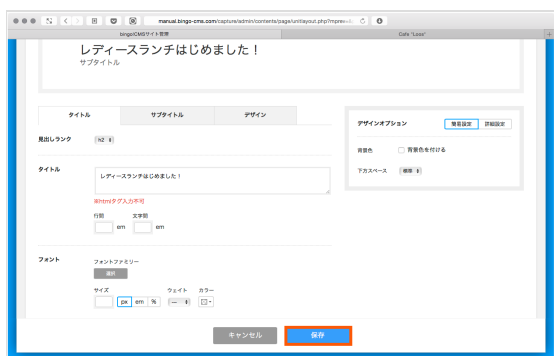 manual.bingo-cms.com/capture/admin/contents/page/unitlayout.php?mpre
bingo!CMSサイト管理
Cafe "Loso"
レディースランチはじめました！
サブタイトル
タイトル
サブタイトル
デザイン
見出しランク
h2
タイトル
レディースランチはじめました！
※htmlタグ入力不可
行間
文字間
em
em
フォント
フォントファミリー
選択
サイズ
ウェイト
カラー
px
em
%
デザインオプション
簡易設定
詳細設定
背景色
背景色を付ける
下方スペース
標準
キャンセル
保存